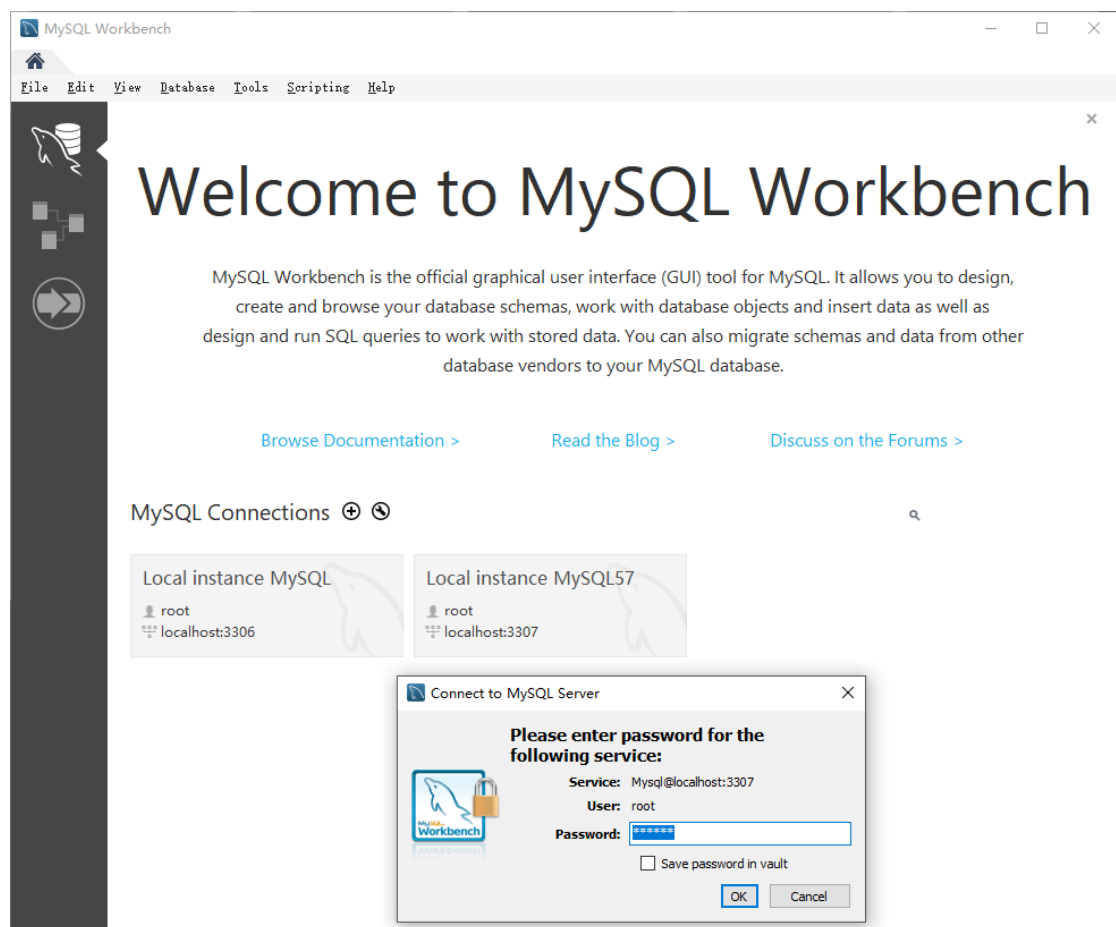 MySQL Workbench
File Edit View Database Tools Scripting Help
Welcome to MySQL Workbench
MySQL Workbench is the official graphical user interface (GUI) tool for MySQL. It allows you to design,
create and browse your database schemas, work with database objects and insert data as well as
design and run SQL queries to work with stored data. You can also migrate schemas and data from other
database vendors to your MySQL database.
Browse Documentation > Read the Blog > Discuss on the Forums >
MySQL Connections
Local instance MySQL
root
localhost:3306
Local instance MySQL57
root
localhost:3307
Connect to MySQL Server
Please enter password for the
following service:
Service: Mysql@localhost:3307
User: root
Password: ******
MySQL
Workbench
Save password in vault
OK Cancel